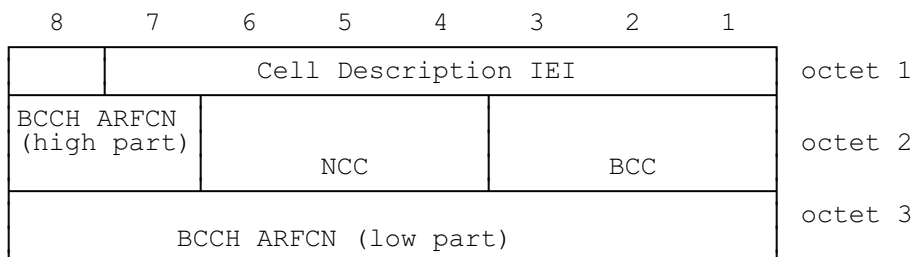 8 7 6 5 4 3 2 1
Cell Description IEI octet 1
BCCH ARFCN
(high part) octet 2
NCC BCC
octet 3
BCCH ARFCN (low part)